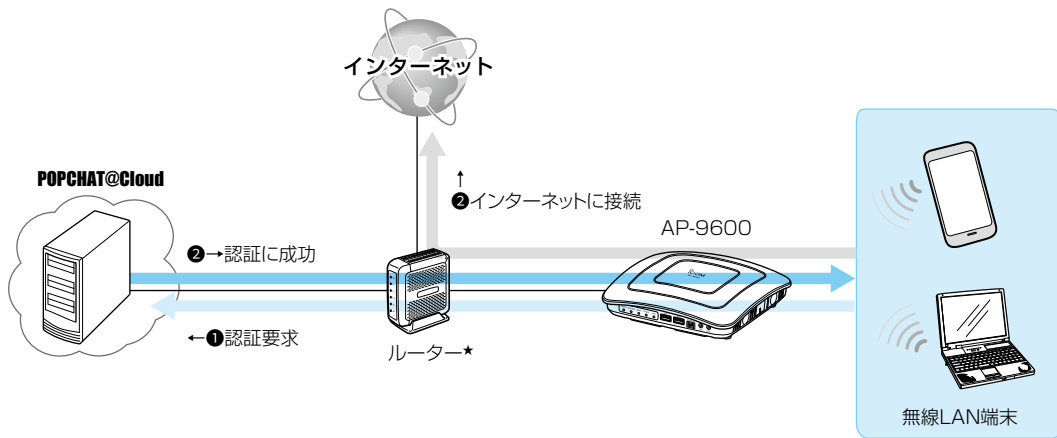 インターネット
POPCHAT@Cloud
↑
❷インターネットに接続
AP-9600
❷→認証に成功
←❶認証要求
ルーター★
無線LAN端末